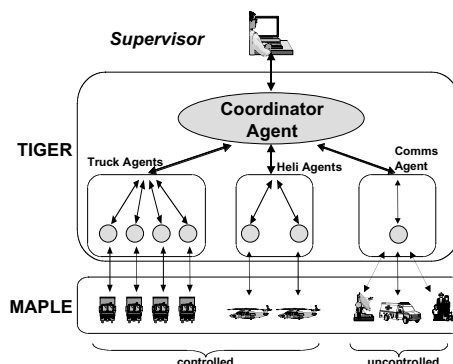 Supervisor
Coordinator
Agent
TIGER
Truck Agents
Heli Agents
Comms
Agent
MAPLE
controlled
uncontrolled